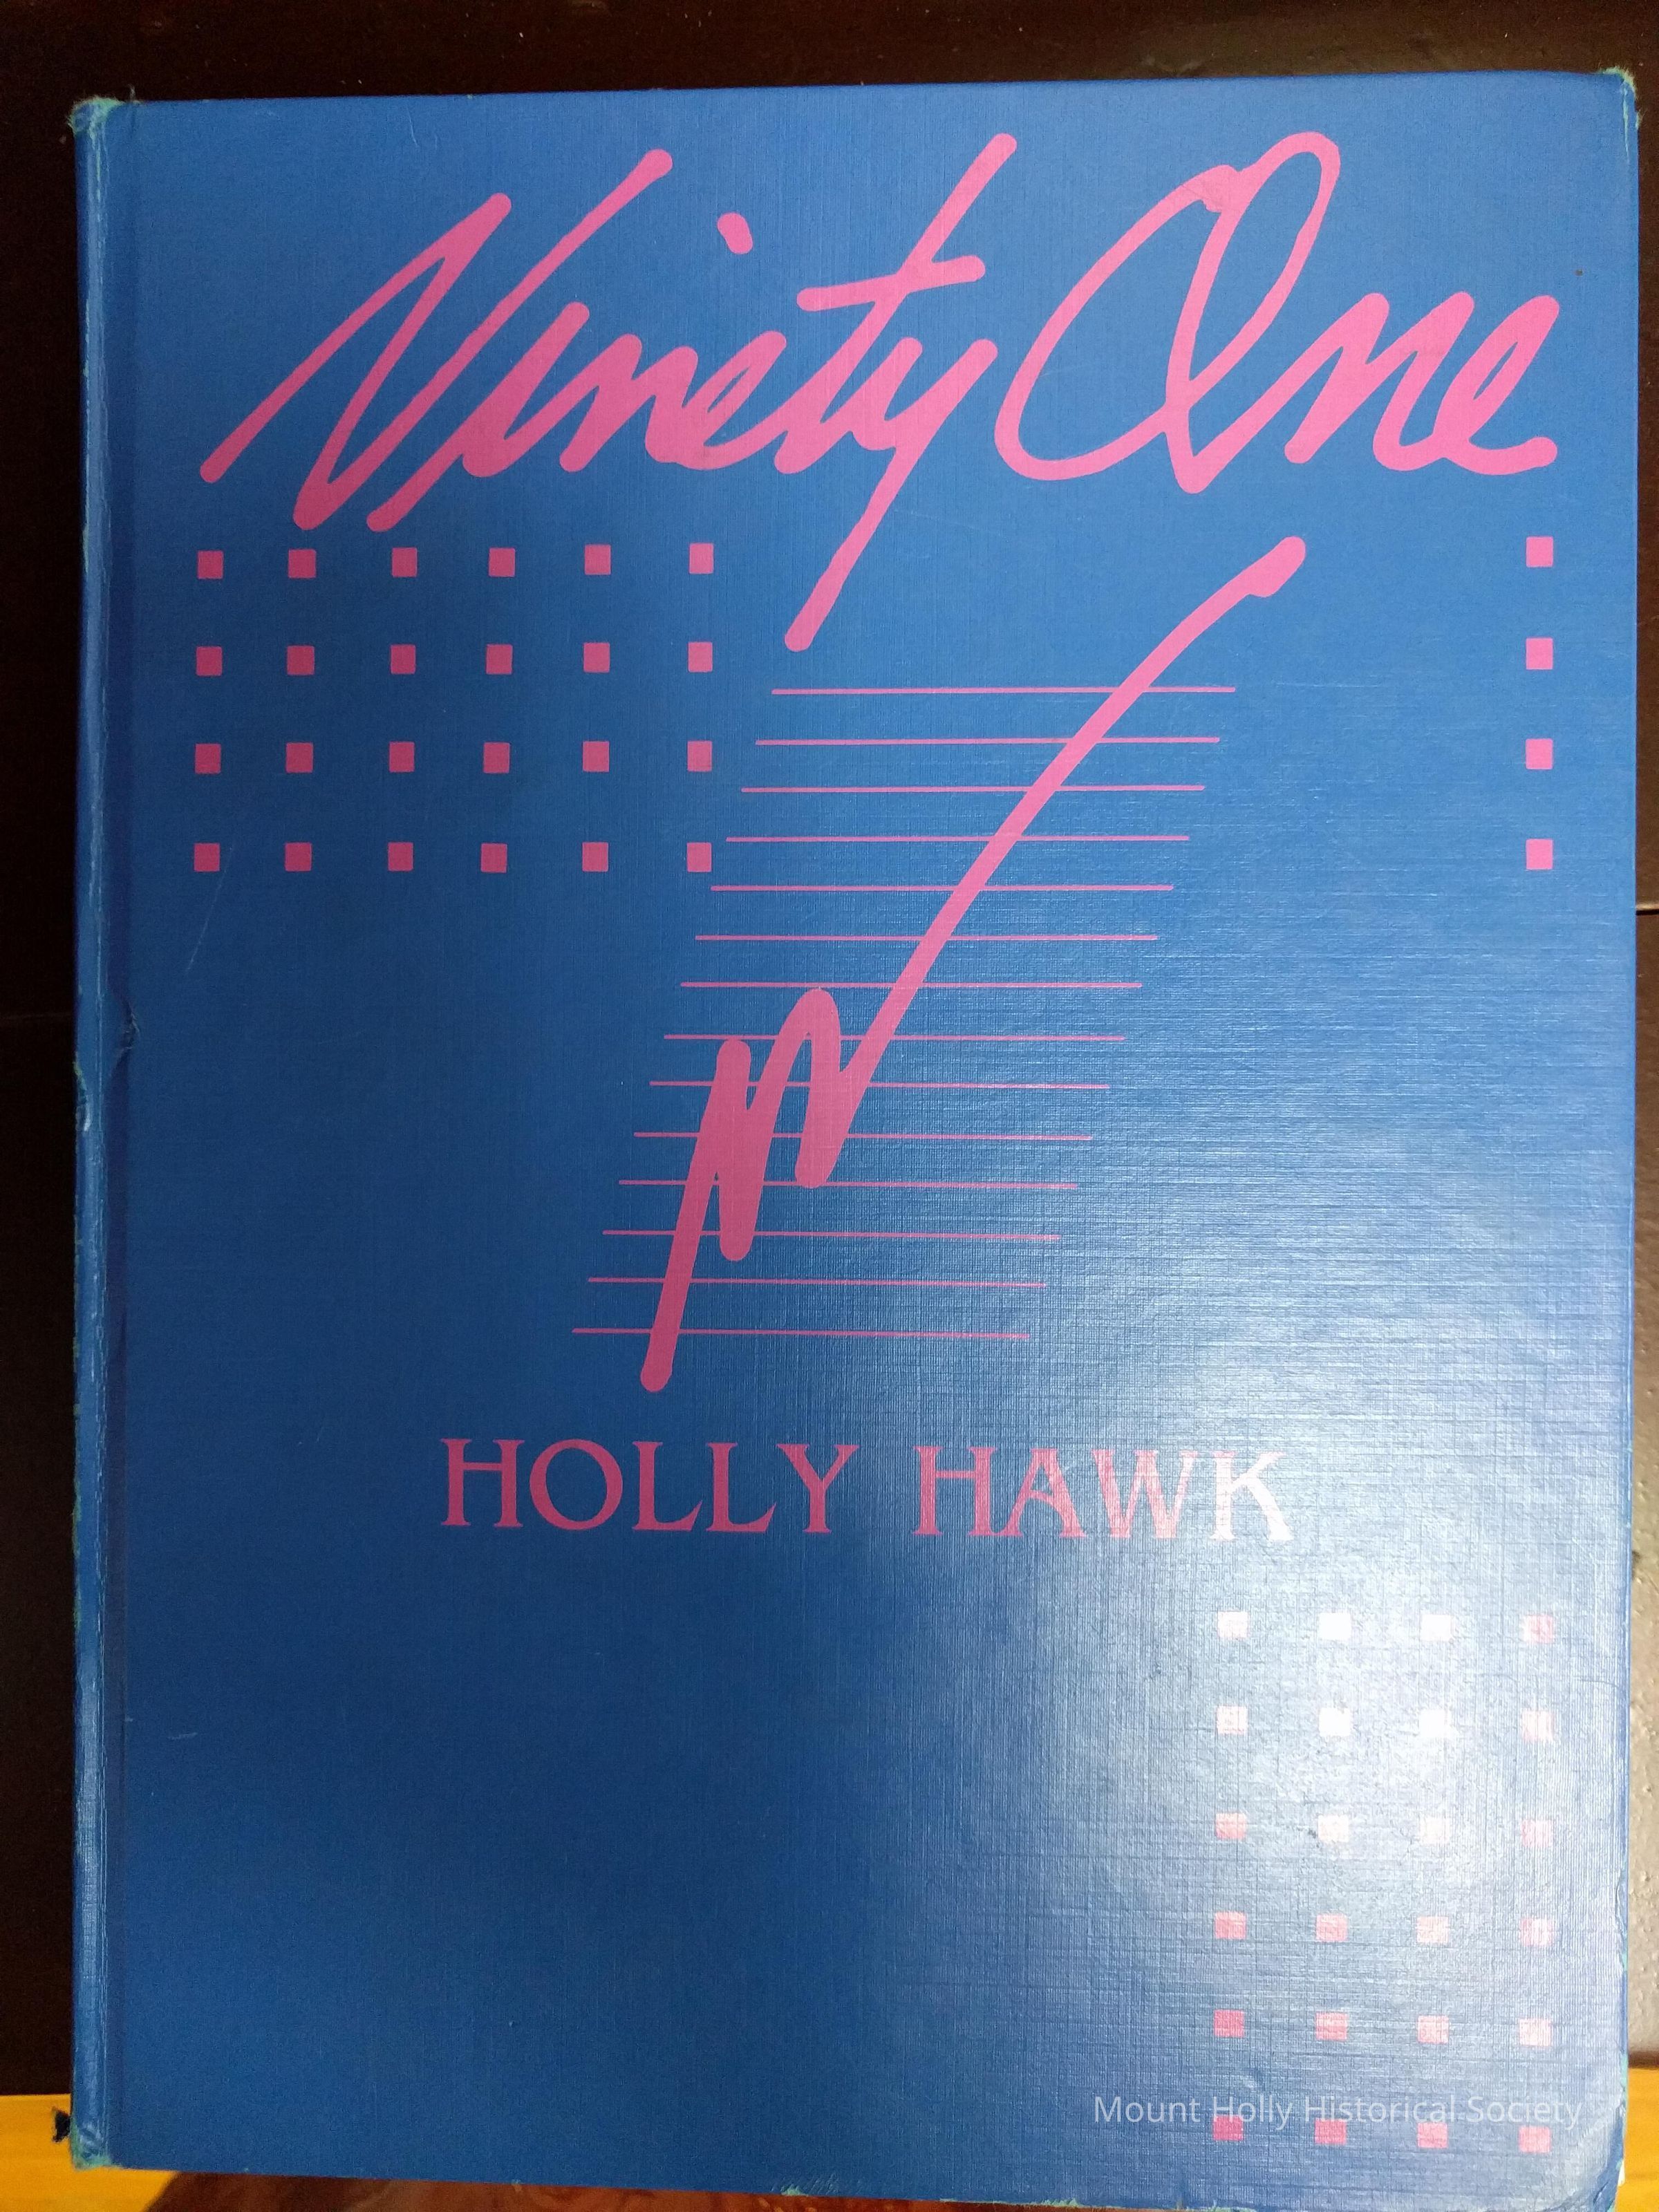 Ninety One
HOLLY HAWK
Mount Holly Historical Society